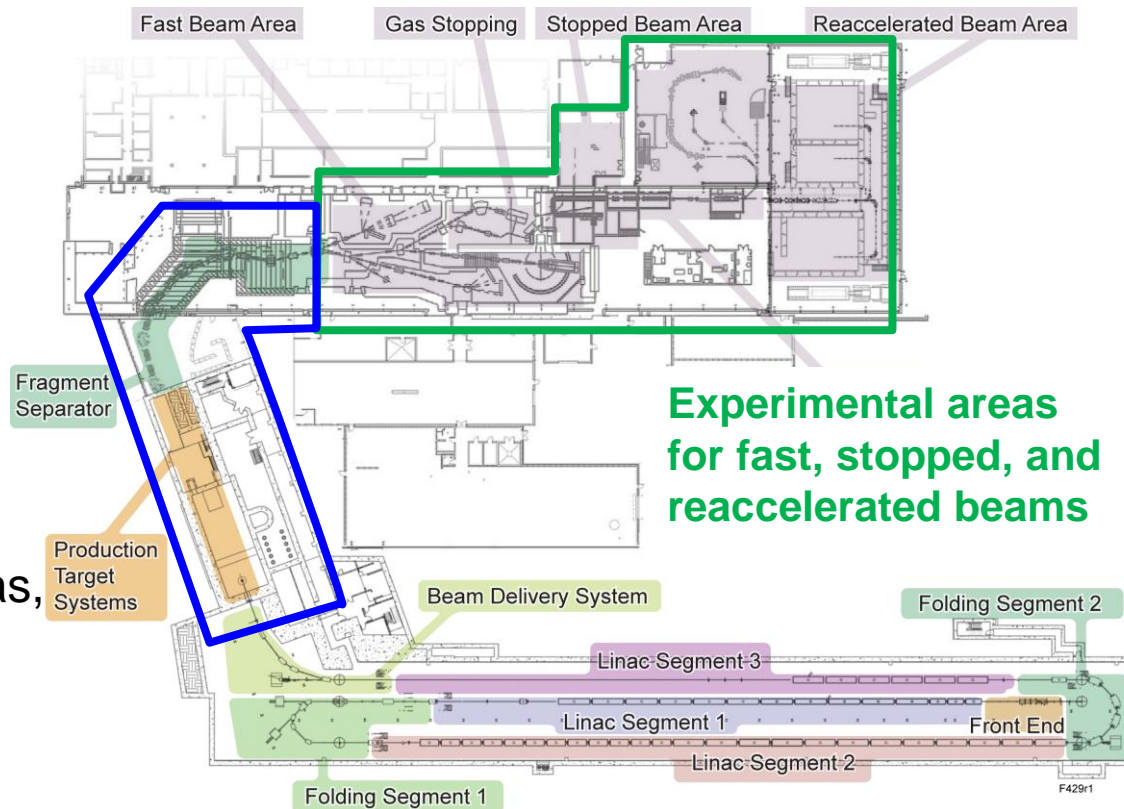 Fast Beam Area
Gas Stopping
Stopped Beam Area
Reaccelerated Beam Area
Fragment
Separator
Experimental areas
for fast, stopped, and
reaccelerated beams
Production
Target
Systems
as,
Beam Delivery System
Folding Segment 2
Linac Segment 3
Linac Segment 1
Front End
Linac Segment 2
Folding Segment 1
F429r1